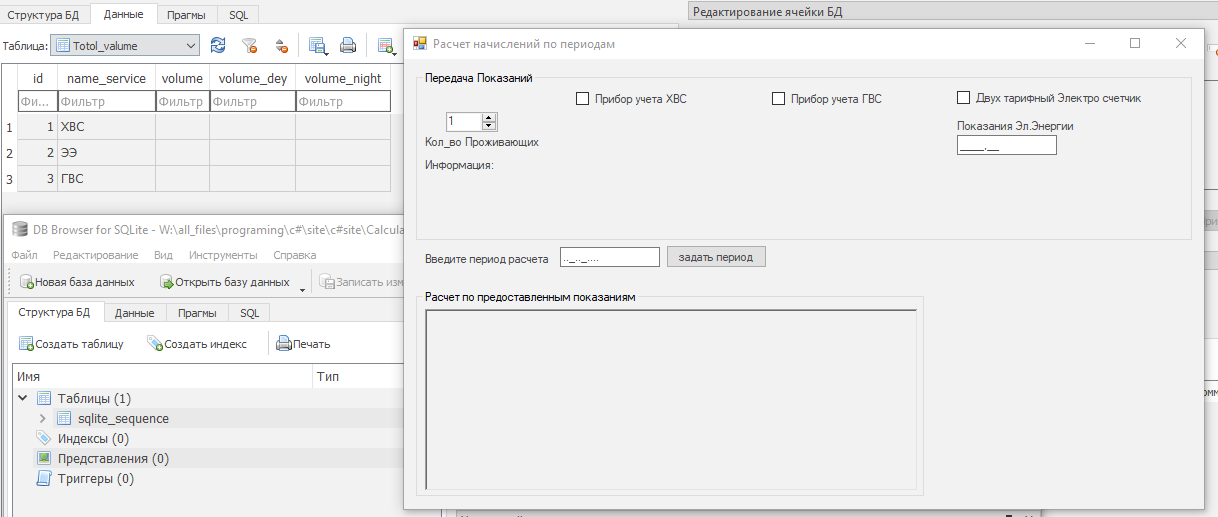 Структура БД Данные Прагмы SQL
Редактирование ячейки БД
Таблица: Totol_valume
id name_service volume volume_dey volume_night
Фи... Фильтр Фильтр Фильтр Фильтр
1 1 ХВС
2 2 ЭЭ
3 3 ГВС
Расчет начислений по периодам
Передача Показаний
Прибор учета ХВС Прибор учета ГВС Двух тарифный Электро счетчик
1
Показания Эл.Энергии
Кол_во Проживающих
____.__
Информация:
Введите период расчета .._.._.... задать период
Расчет по предоставленным показаниям
DB Browser for SQLite - W:\all_files\programing\c#\site\c#site\Calcula
Файл Редактирование Вид Инструменты Справка
Новая база данных Открыть базу данных Записать изм
Структура БД Данные Прагмы SQL
Создать таблицу Создать индекс Печать
Имя Тип
Таблицы (1)
sqlite_sequence
Индексы (0)
Представления (0)
Триггеры (0)